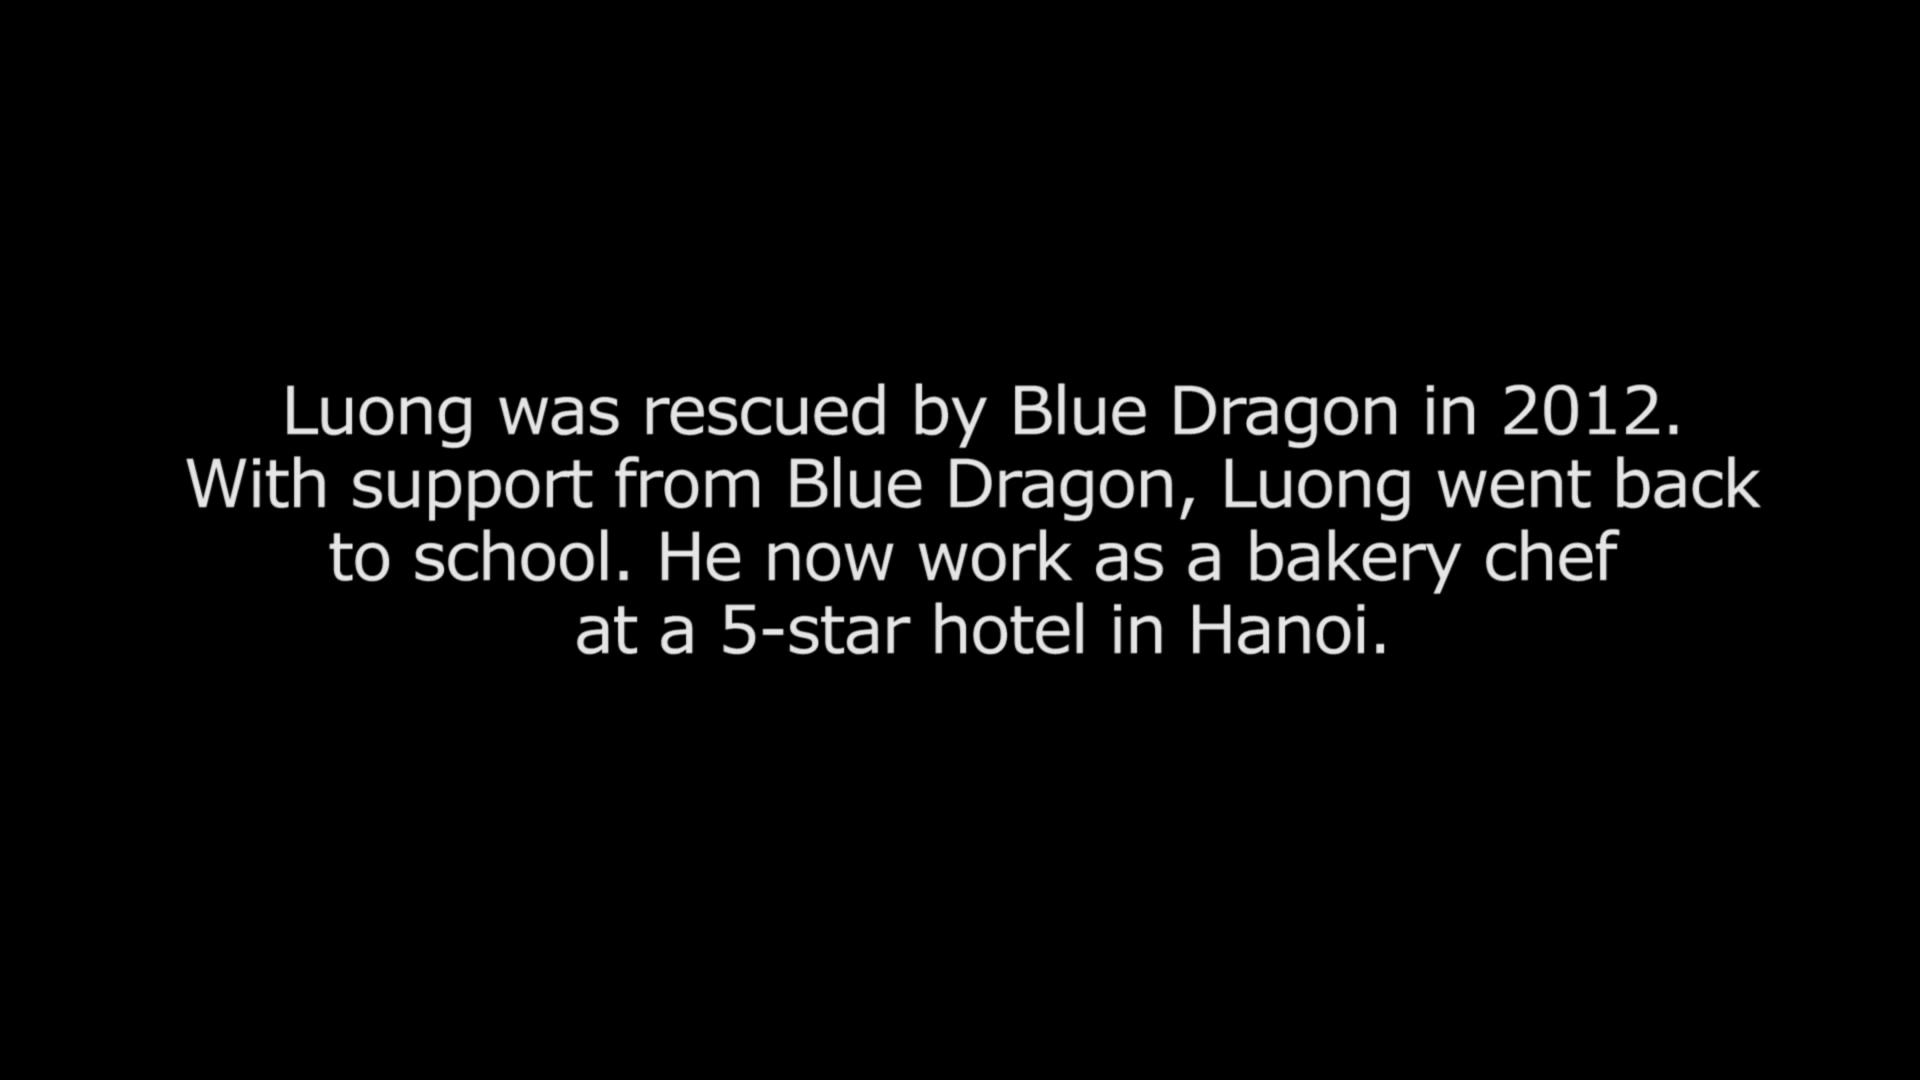 Luong was rescued by Blue Dragon in 2012.
With support from Blue Dragon, Luong went back
to school. He now work as a bakery chef
at a 5-star hotel in Hanoi.